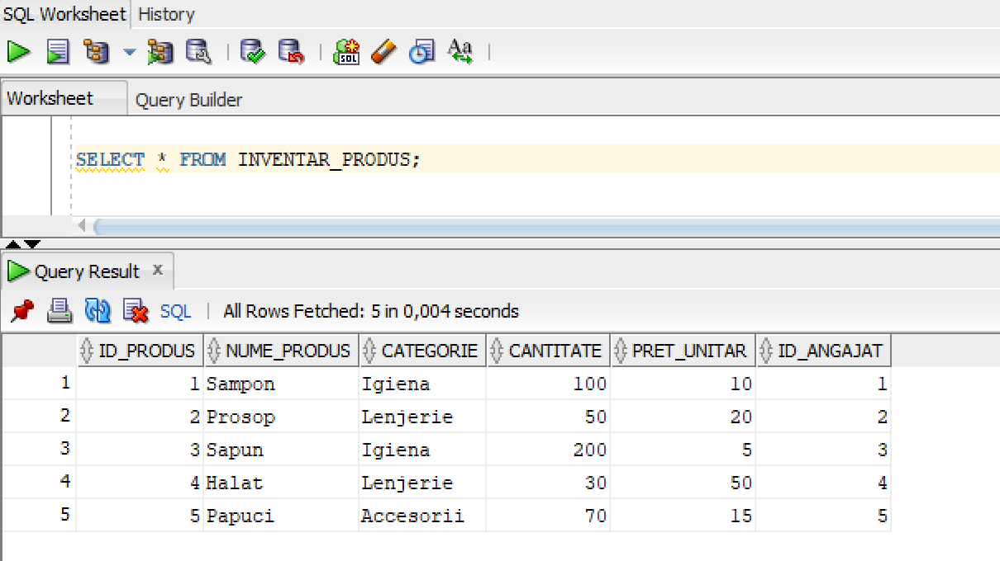 SQL Worksheet History
SQL Aa
Worksheet Query Builder
SELECT * FROM INVENTAR_PRODUS;
Query Result x
SQL | All Rows Fetched: 5 in 0,004 seconds
ID_PRODUS NUME_PRODUS CATEGORIE CANTITATE PRET_UNITAR ID_ANGAJAT
1 1 Sampon Igiena 100 10 1
2 2 Prosop Lenjerie 50 20 2
3 3 Sapun Igiena 200 5 3
4 4 Halat Lenjerie 30 50 4
5 5 Papuci Accesorii 70 15 5